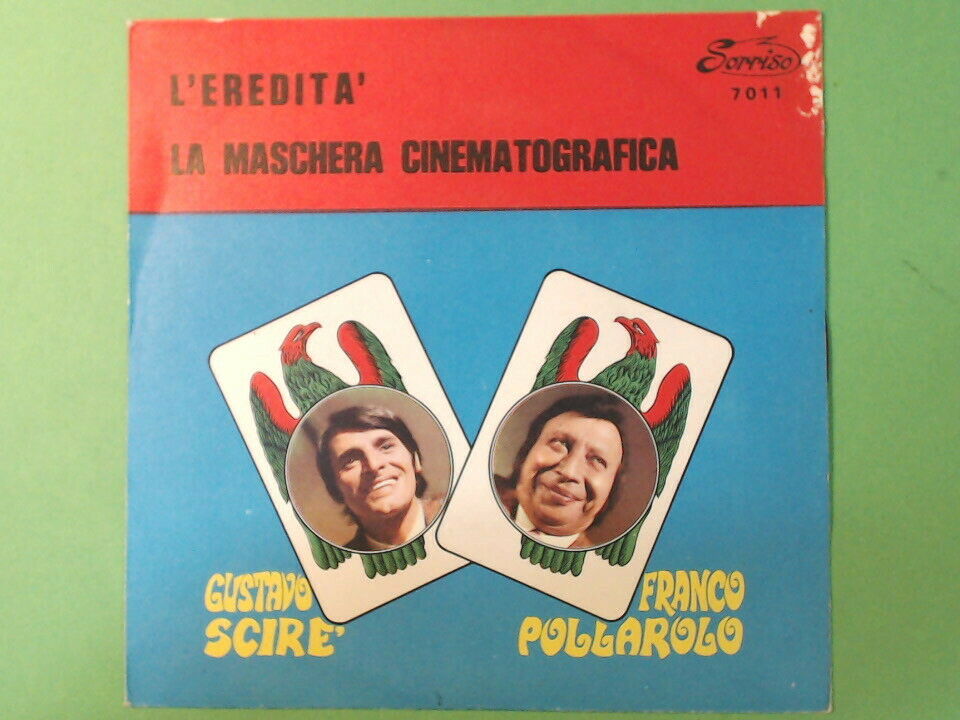 Sorriso
7011
L'EREDITA'
LA MASCHERA CINEMATOGRAFICA
GUSTAVO
SCIRE'
FRANCO
POLLAROLO